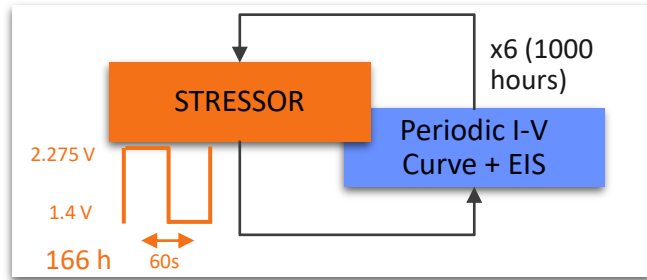 x6 (1000
hours)
STRESSOR
Periodic I-V
Curve + EIS
2.275 V
1.4 V
166 h
60s